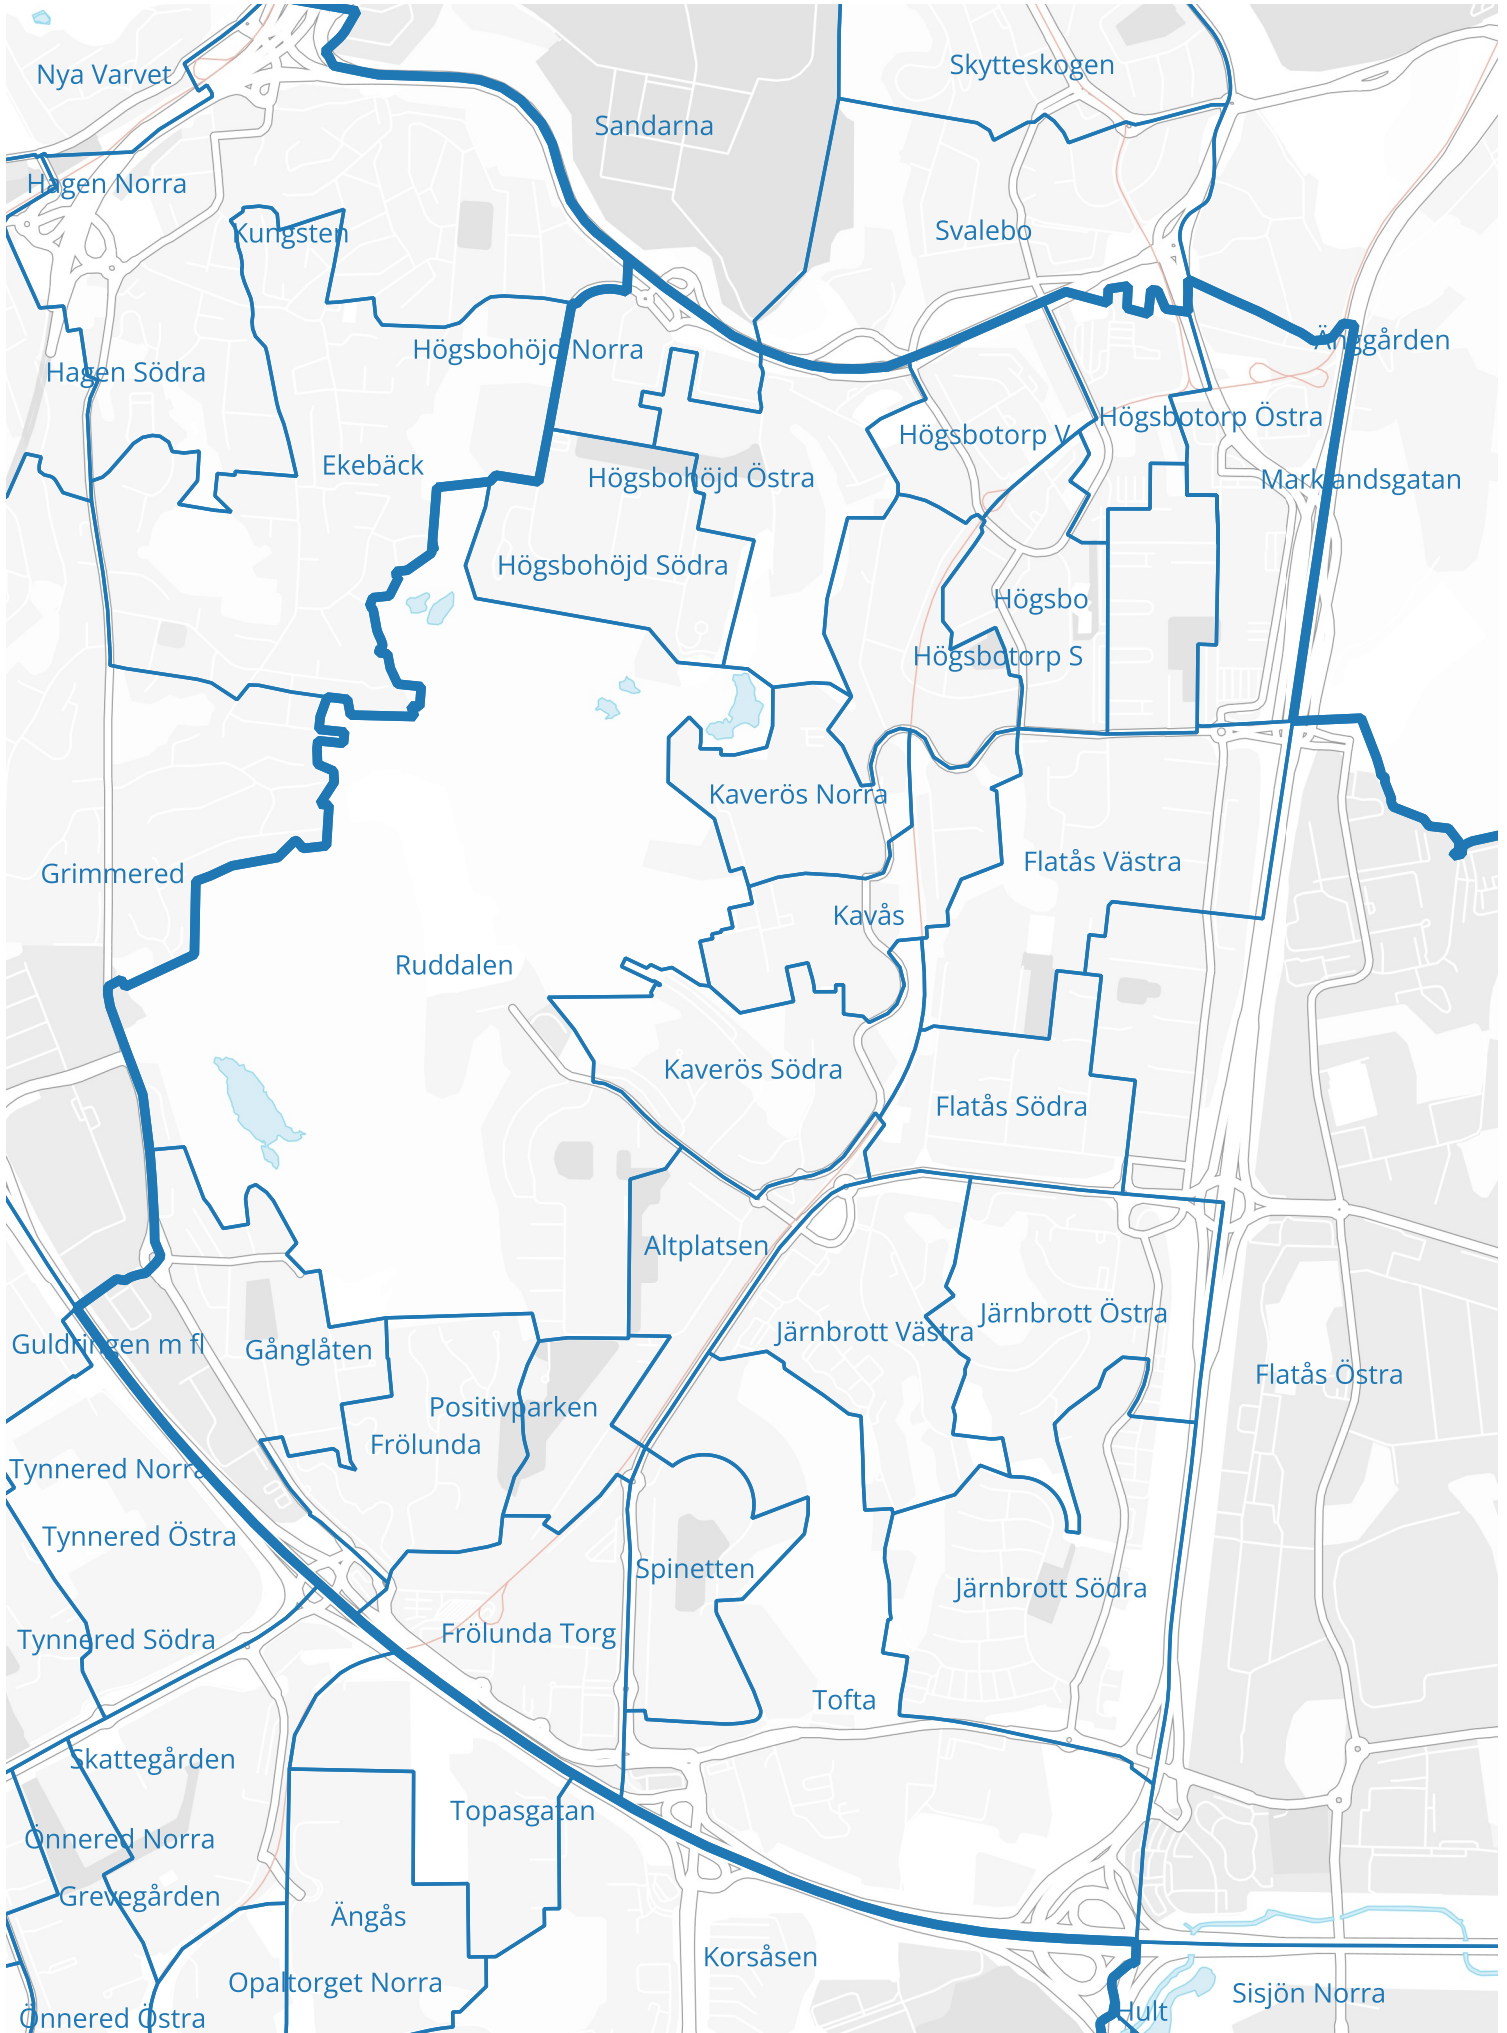 Skytteskogen
Nya Varvet
Sandarna
Hagen Norra
Svalebo
Kungsten
Änggården
Högsbohöjd Norra
Hagen Södra
Högsbotorp Östra
Högsbotorp V
Ekebäck
Högsbohöjd Östra
Marklandsgatan
Högsbohöjd Södra
Högsbo
Högsbotorp S
Kaverös Norra
Flatås Västra
Grimmered
Kavås
Ruddalen
Kaverös Södra
Flatås Södra
Altplatsen
Järnbrott Östra
Järnbrott Västra
Guldringen m fl
Gånglåten
Flatås Östra
Positivparken
Frölunda
Tynnered Norra
Tynnered Östra
Spinetten
Järnbrott Södra
Frölunda Torg
Tynnered Södra
Tofta
Skattegården
Topasgatan
Önnered Norra
Grevegården
Ängås
Korsåsen
Opaltorget Norra
Sisjön Norra
Hult
Önnered Östra